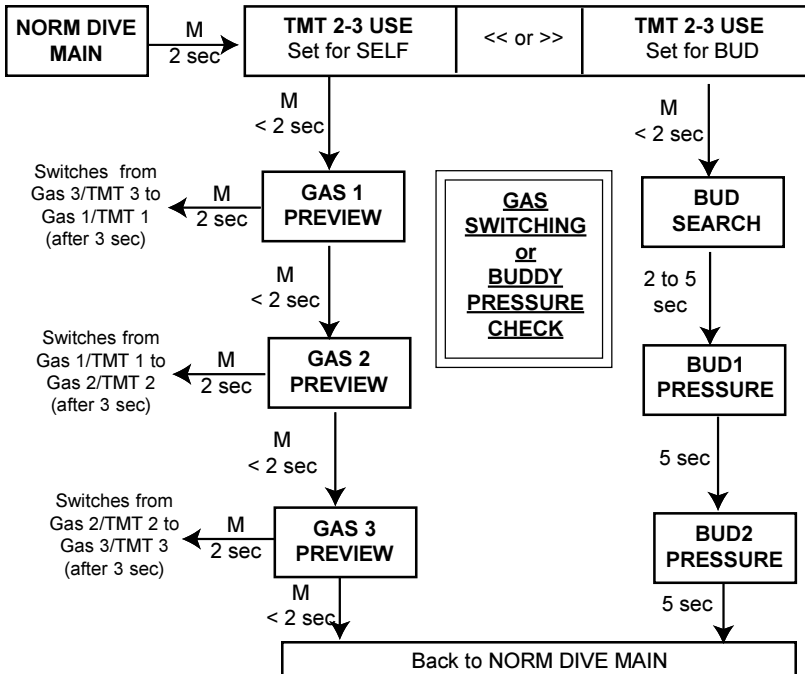 NORM DIVE
MAIN
M
2 sec
TMT 2-3 USE
Set for SELF
<< or >>
TMT 2-3 USE
Set for BUD
M
< 2 sec
M
< 2 sec
Switches from
Gas 3/TMT 3 to
Gas 1/TMT 1
(after 3 sec)
M
2 sec
GAS 1
PREVIEW
GAS
SWITCHING
or
BUDDY
PRESSURE
CHECK
BUD
SEARCH
M
< 2 sec
2 to 5
sec
Switches from
Gas 1/TMT 1 to
Gas 2/TMT 2
(after 3 sec)
M
2 sec
GAS 2
PREVIEW
BUD1
PRESSURE
M
< 2 sec
5 sec
Switches from
Gas 2/TMT 2 to
Gas 3/TMT 3
(after 3 sec)
M
2 sec
GAS 3
PREVIEW
BUD2
PRESSURE
M
< 2 sec
5 sec
Back to NORM DIVE MAIN